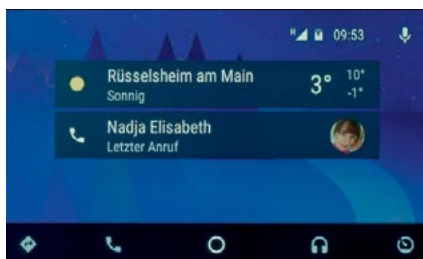 H 09:53
Rüsselsheim am Main
Sonnig
3° 10°
-1°
Nadja Elisabeth
Letzter Anruf